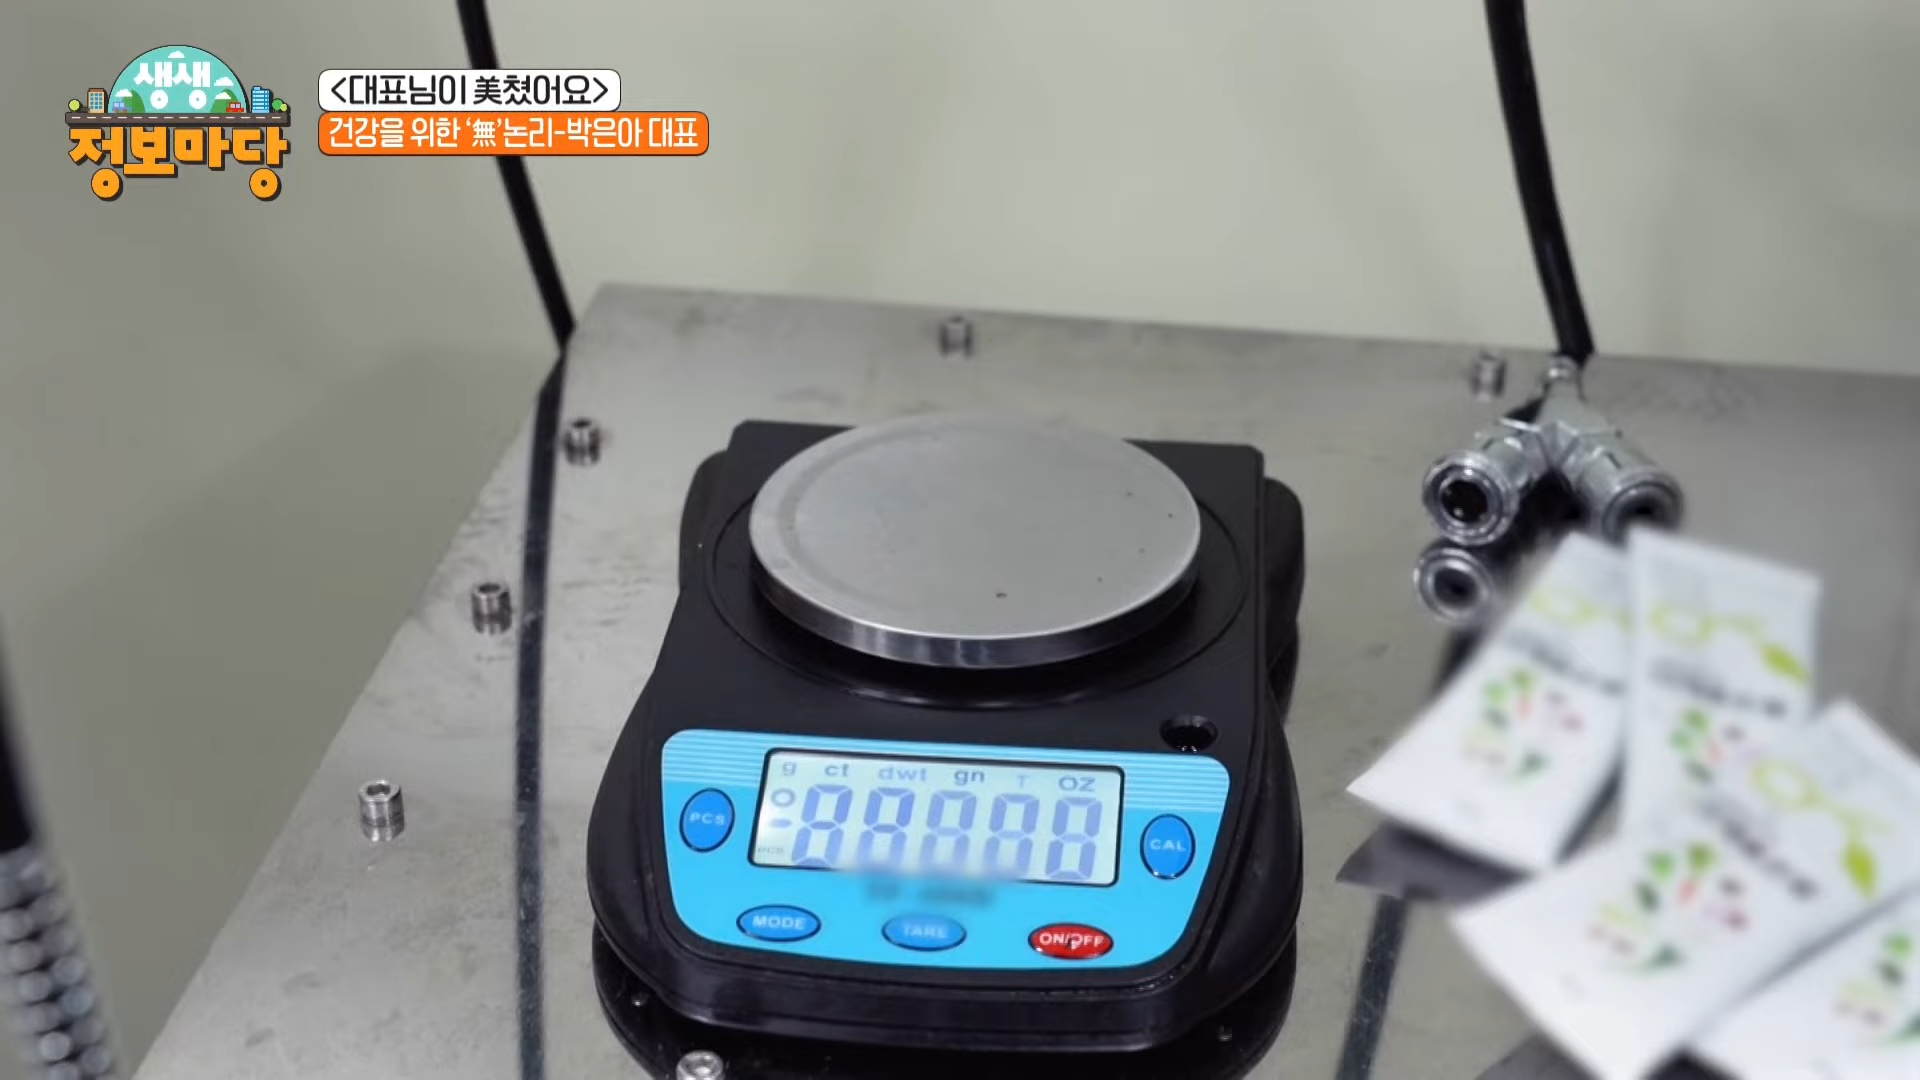 생생
정보마당
<대표님이 美쳤어요>
건강을 위한 ‘無’논리-박은아 대표
g ct dwt gn T OZ
88888
PCS
PCS
CAL
MODE
TARE
ON/OFF